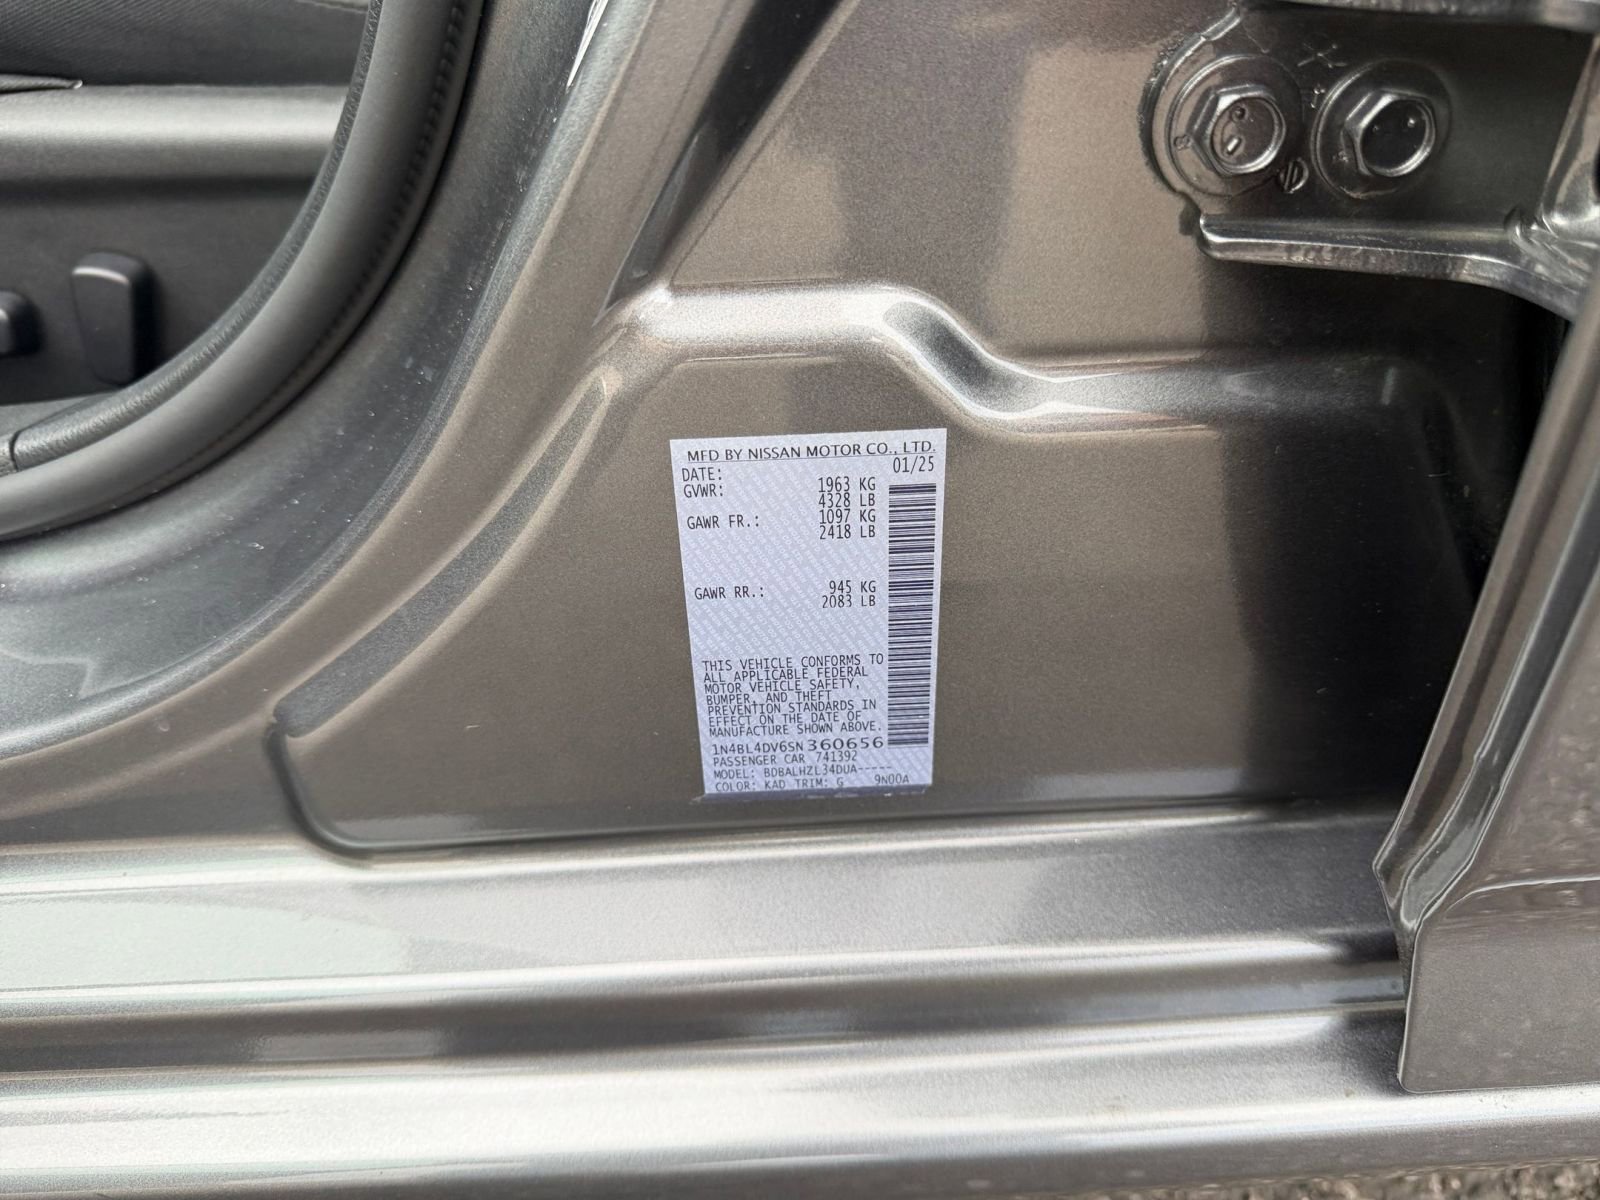 MFD BY NISSAN MOTOR CO., LTD.
DATE: 01/25
GVWR: 1963 KG
4328 LB
GAWR FR.: 1097 KG
2418 LB
GAWR RR.: 945 KG
2083 LB
THIS VEHICLE CONFORMS TO
ALL APPLICABLE FEDERAL
MOTOR VEHICLE SAFETY,
BUMPER, AND THEFT
PREVENTION STANDARDS IN
EFFECT ON THE DATE OF
MANUFACTURE SHOWN ABOVE.
1N4BL4DV6SN360656
PASSENGER CAR 741392
MODEL: BDBALHZL34DUA-----
COLOR: KAD TRIM: G 9N00A